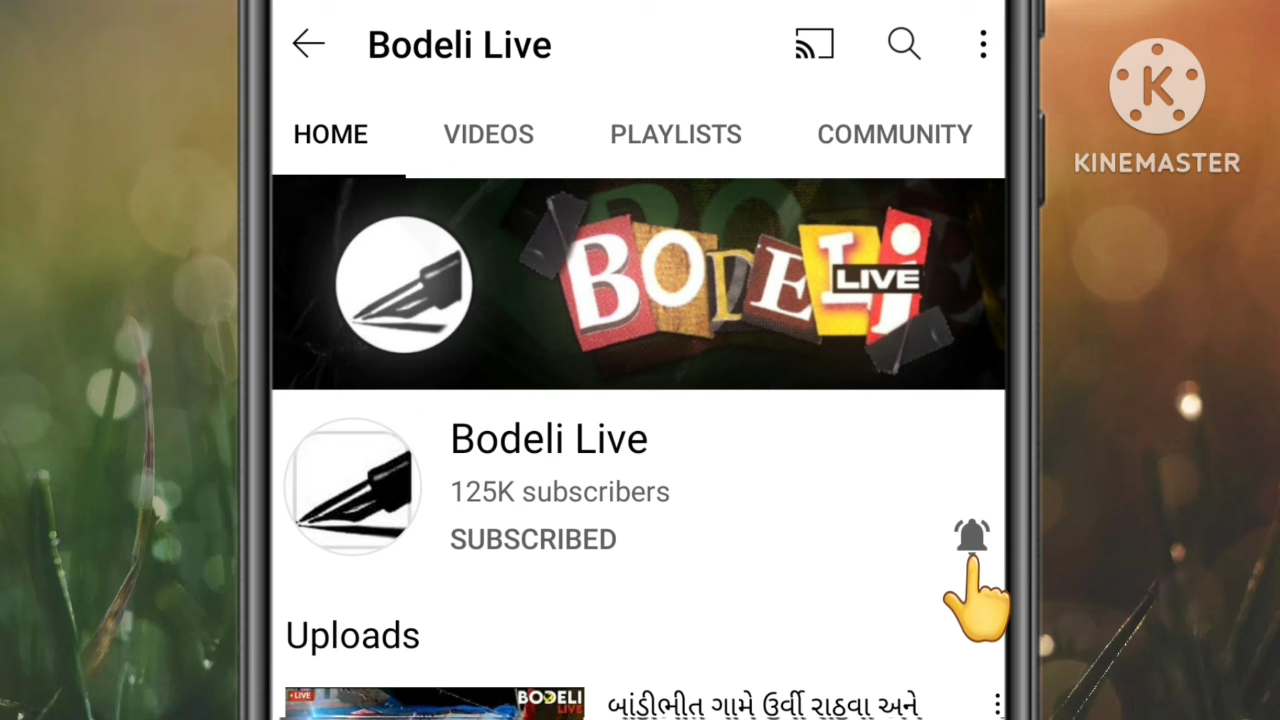 Bodeli Live
HOME VIDEOS PLAYLISTS COMMUNITY
K
KINEMASTER
BODELi
LIVE
Bodeli Live
125K subscribers
SUBSCRIBED
Uploads
LIVE
BODELI
LIVE
બાંડીભીત ગામે ઉર્વી રાઠવા અને